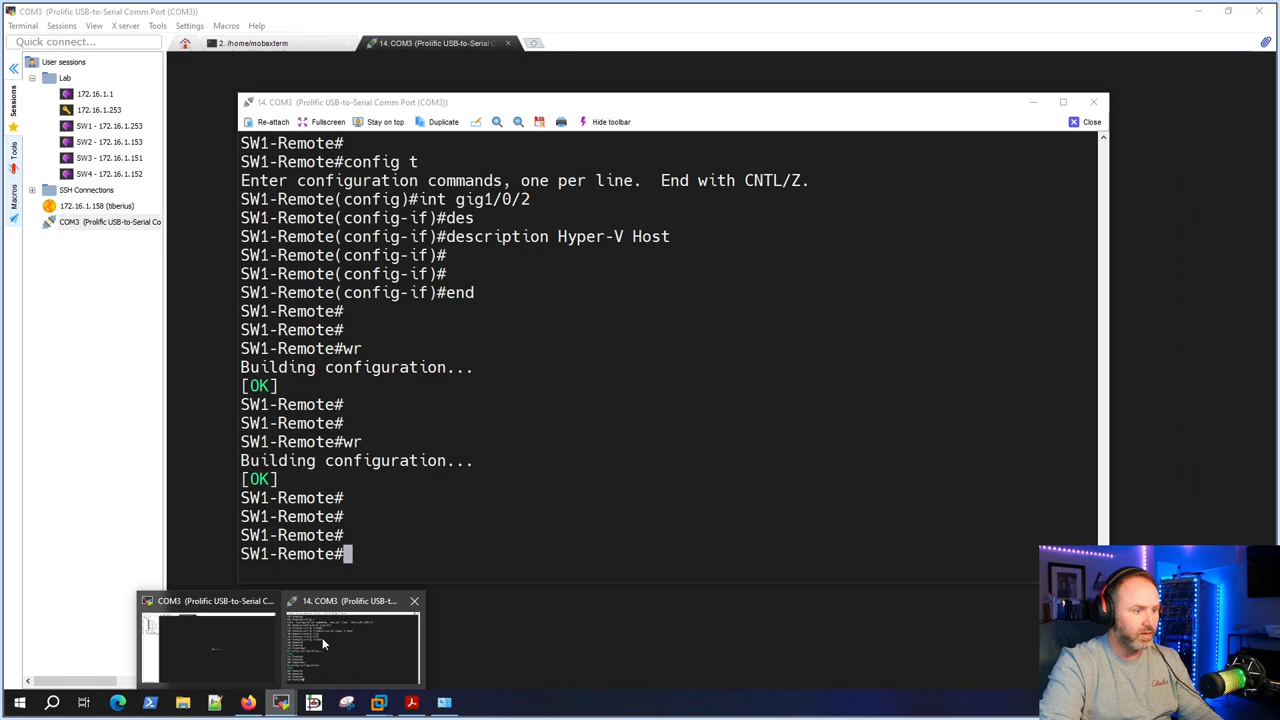 COM3 (Prolific USB-to-Serial Comm Port (COM3))
Terminal Sessions View X server Tools Settings Macros Help
Quick connect...
2. /home/mobaxterm
14. COM3 (Prolific USB-to-Serial C
User sessions
Lab
172.16.1.1
172.16.1.253
SW1 - 172.16.1.253
SW2 - 172.16.1.153
SW3 - 172.16.1.151
SW4 - 172.16.1.152
SSH Connections
172.16.1.158 (tiberius)
COM3 (Prolific USB-to-Serial Co
Sessions
Tools
Macros
14. COM3 (Prolific USB-to-Serial Comm Port (COM3))
Re-attach Fullscreen Stay on top Duplicate Hide toolbar Close
SW1-Remote#
SW1-Remote#config t
Enter configuration commands, one per line. End with CNTL/Z.
SW1-Remote(config)#int gig1/0/2
SW1-Remote(config-if)#des
SW1-Remote(config-if)#description Hyper-V Host
SW1-Remote(config-if)#
SW1-Remote(config-if)#
SW1-Remote(config-if)#end
SW1-Remote#
SW1-Remote#
SW1-Remote#wr
Building configuration...
[OK]
SW1-Remote#
SW1-Remote#
SW1-Remote#wr
Building configuration...
[OK]
SW1-Remote#
SW1-Remote#
SW1-Remote#
SW1-Remote#
COM3 (Prolific USB-to-Serial C...
14. COM3 (Prolific USB-t...